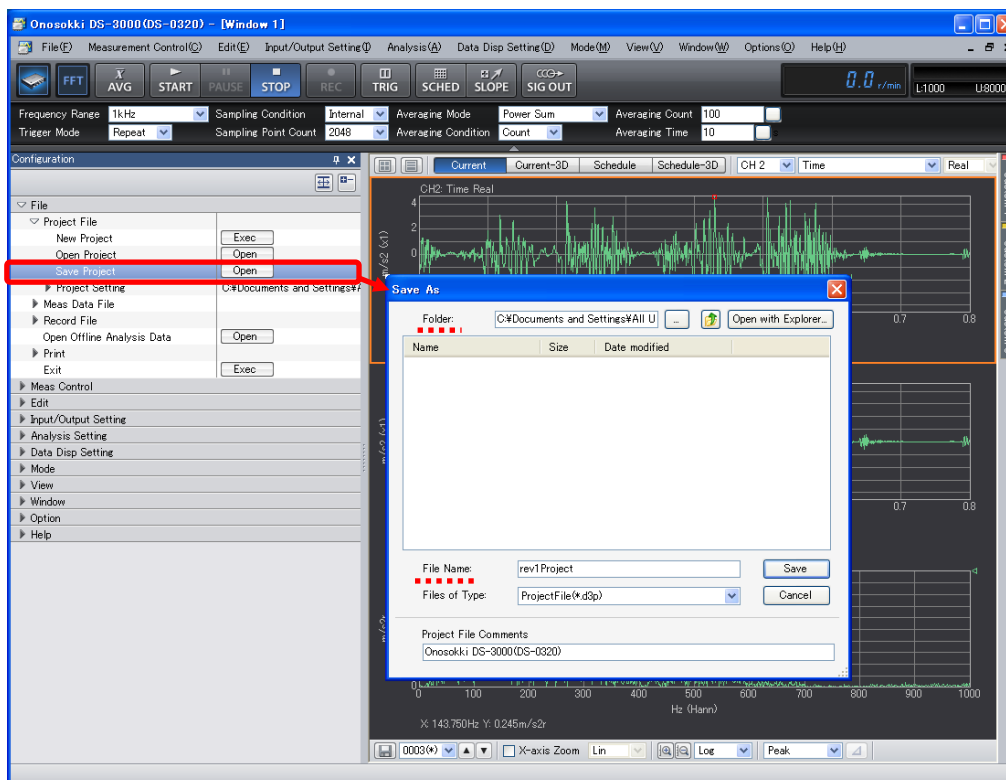 Onosokki DS-3000(DS-0320) - [Window 1]
File(F) Measurement Control(C) Edit(E) Input/Output Setting(I) Analysis(A) Data Disp Setting(D) Mode(M) View(V) Window(W) Options(O) Help(H)
FFT X AVG START PAUSE STOP REC TRIG SCHED SLOPE SIG OUT 0.0 r/min L:1000 U:8000
Frequency Range 1kHz Sampling Condition Internal Averaging Mode Power Sum Averaging Count 100
Trigger Mode Repeat Sampling Point Count 2048 Averaging Condition Count Averaging Time 10
Configuration
Current Current-3D Schedule Schedule-3D CH 2 Time Real
File
Project File
New Project Exec
Open Project Open
Save Project Open
Project Setting C:¥Documents and Settings¥A
Meas Data File
Record File
Open Offline Analysis Data Open
Print
Exit Exec
Meas Control
Edit
Input/Output Setting
Analysis Setting
Data Disp Setting
Mode
View
Window
Option
Help
CH2: Time Real
4
2
0
m/s2 (x1)
0.7 0.8
Save As
Folder: C:¥Documents and Settings¥All U ... Open with Explorer...
Name Size Date modified
File Name: rev1Project Save
Files of Type: ProjectFile(*.d3p) Cancel
Project File Comments
Onosokki DS-3000(DS-0320)
m/s2 (x1)
0.7 0.8
m/s2r
0
0 100 200 300 400 500 600 700 800 900 1000
Hz (Hann)
X: 143.750Hz Y: 0.245m/s2r
0003(*) X-axis Zoom Lin Log Peak